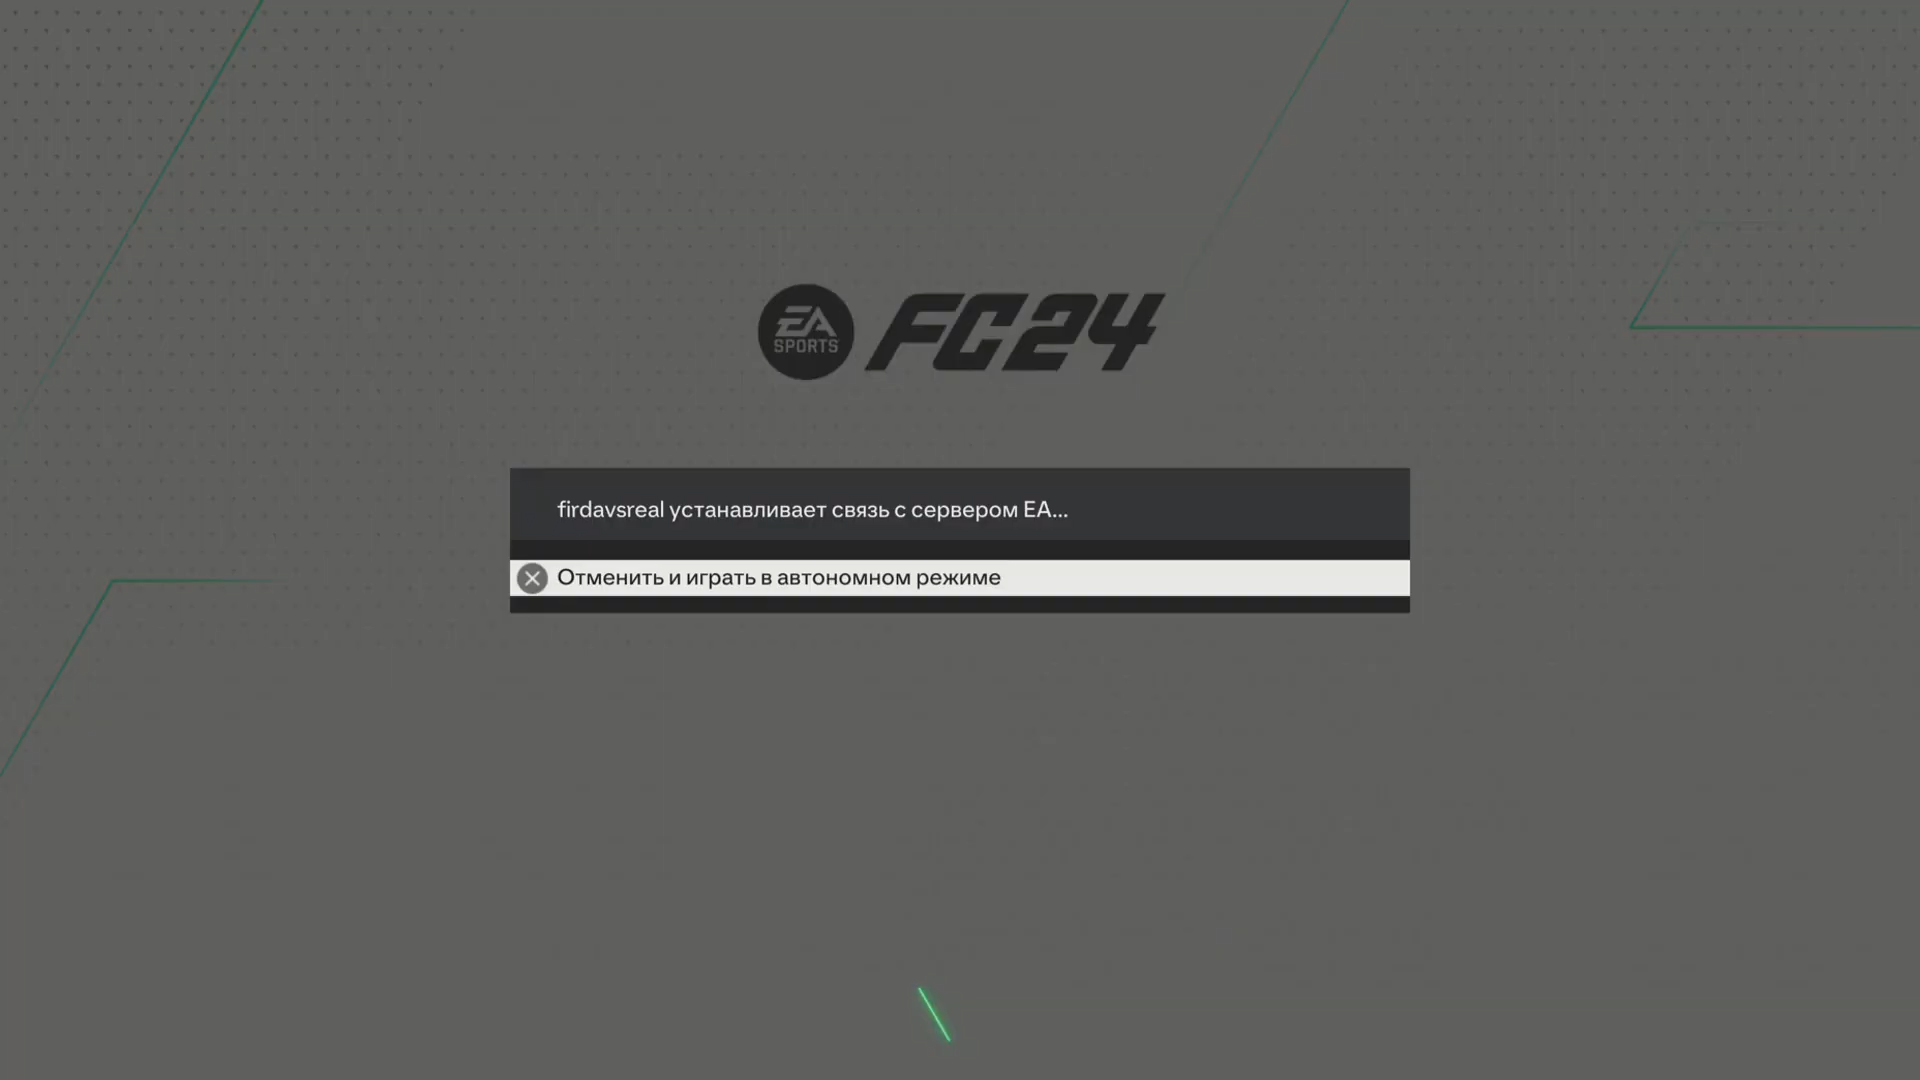 EA
SPORTS
FC24
firdavsreal устанавливает связь с сервером EA...
Отменить и играть в автономном режиме